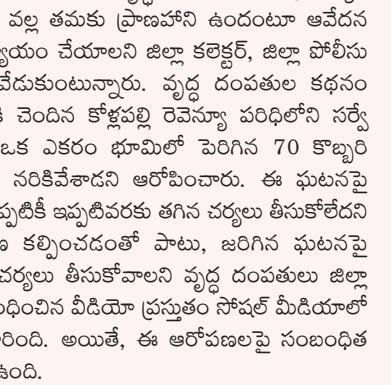 వల్ల తమకు ప్రాణహాని ఉందంటూ ఆవేదన
యం చేయాలని జిల్లా కలెక్టర్, జిల్లా పోలీసు
వేడుకుంటున్నారు. వృద్ధ దంపతుల కథనం
చెందిన కోళ్లపల్లి రెవెన్యూ పరిధిలోని సర్వే
ఒక ఎకరం భూమిలో పెరిగిన 70 కొబ్బరి
నరికివేశాడని ఆరోపించారు. ఈ ఘటనపై
ప్పటికీ ఇప్పటివరకు తగిన చర్యలు తీసుకోలేదని
కల్పించడంతో పాటు, జరిగిన ఘటనపై
చర్యలు తీసుకోవాలని వృద్ధ దంపతులు జిల్లా
ంధించిన వీడియో ప్రస్తుతం సోషల్ మీడియాలో
రింది. అయితే, ఈ ఆరోపణలపై సంబంధిత
ఉంది.